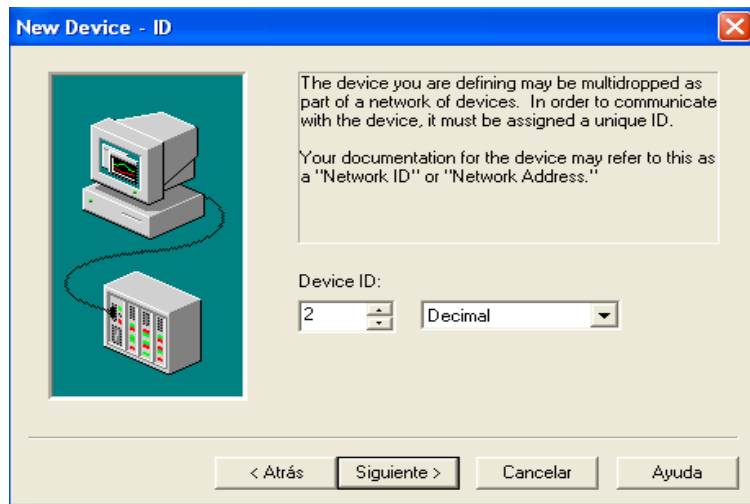 New Device - ID
The device you are defining may be multidropped as
part of a network of devices.  In order to communicate
with the device, it must be assigned a unique ID.
Your documentation for the device may refer to this as
a "Network ID" or "Network Address."
Device ID:
2 Decimal
< Atrás Siguiente > Cancelar Ayuda